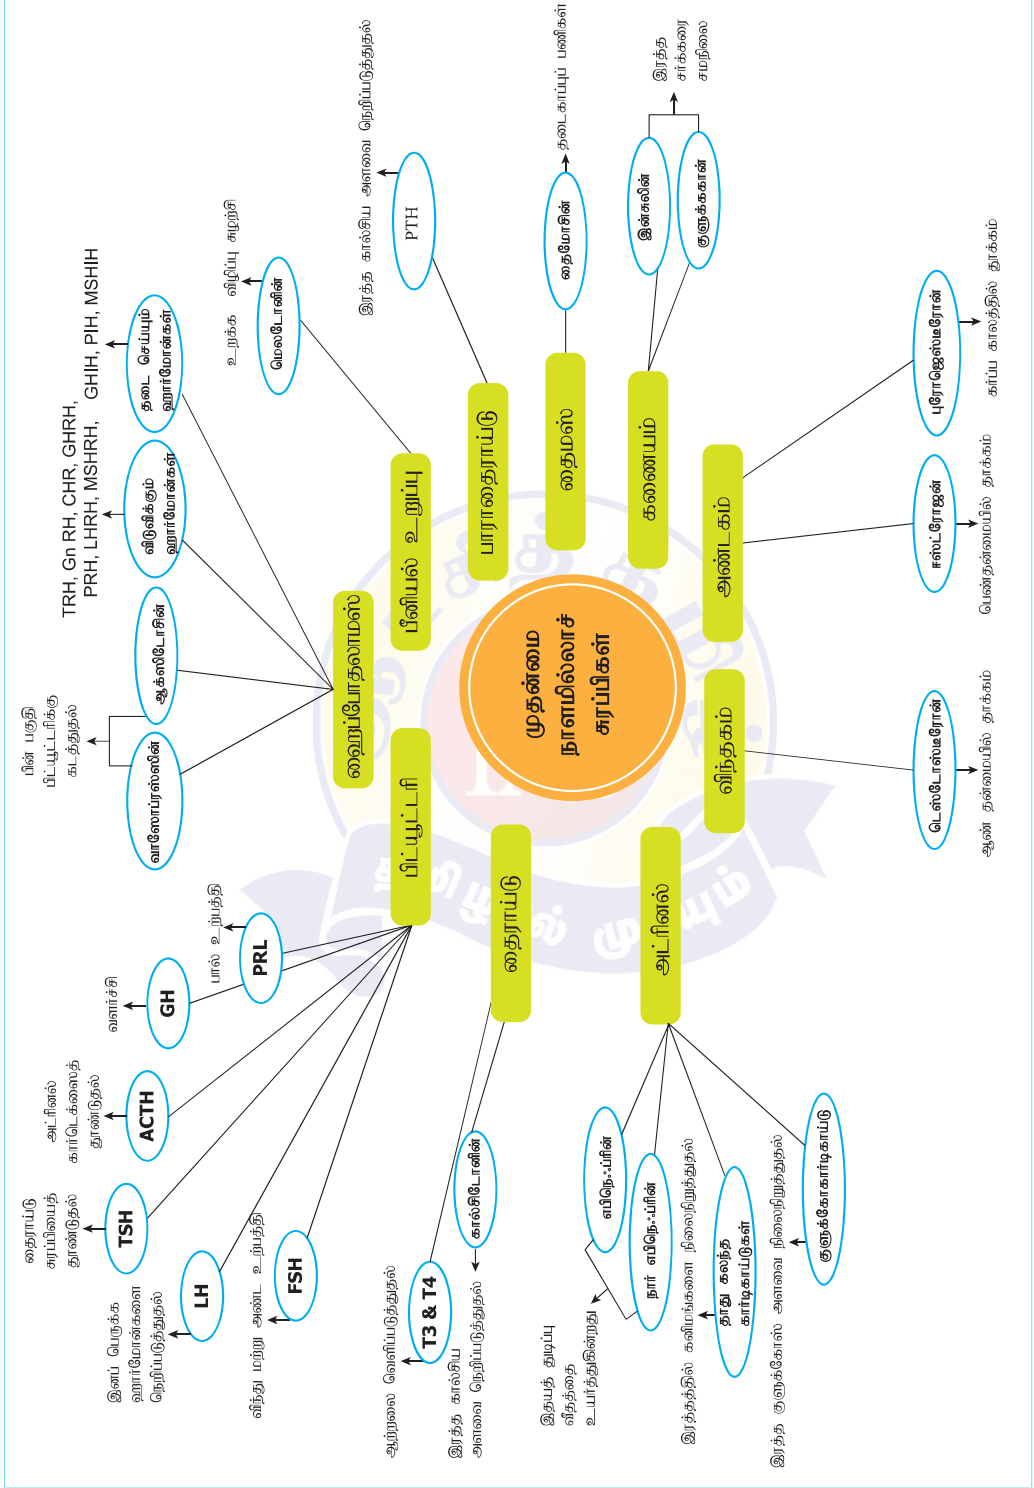 முதன்மை
நாளமில்லாச்
சுரப்பிகள்
ஹைப்போதலாமஸ்
வாஸோப்ரஸ்ஸின்
ஆக்ஸிடோசின்
பின் பகுதி
பிட்யூட்டரிக்கு
கடத்துதல்
விடுவிக்கும்
ஹார்மோன்கள்
TRH, Gn RH, CHR, GHRH,
PRH, LHRH, MSHRH,
தடை செய்யும்
ஹார்மோன்கள்
GHIH, PIH, MSHIH
பீனியல் உறுப்பு
மெலடோனின்
உறக்க விழிப்பு சுழற்சி
பாராதைராய்டு
PTH
இரத்த கால்சிய அளவை நெறிப்படுத்துதல்
தைமஸ்
தைமோசின்
தடைகாப்புப் பணிகள்
கணையம்
இன்சுலின்
குளுக்ககான்
இரத்த
சர்க்கரை
சமநிலை
அண்டகம்
புரோஜெஸ்டீரோன்
கர்ப்ப காலத்தில் தூக்கம்
ஈஸ்ட்ரோஜன்
பெண்தன்மையில் தாக்கம்
விந்தகம்
டெஸ்டோஸ்டீரோன்
ஆண் தன்மையில் தாக்கம்
அட்ரினல்
எபிநெஃப்ரின்
நார் எபிநெஃப்ரின்
இதயத் துடிப்பு
வீதத்தை
உயர்த்துகின்றது
தாது கலந்த
கார்டிகாய்டுகள்
இரத்தத்தில் கனிமங்களை நிலைநிறுத்துதல்
குளுக்கோகார்டிகாய்டு
இரத்த குளுக்கோஸ் அளவை நிலைநிறுத்துதல்
தைராய்டு
T3 & T4
ஆற்றலை வெளிப்படுத்துதல்
கால்சிடோனின்
இரத்த கால்சிய
அளவை நெறிப்படுத்துதல்
பிட்யூட்டரி
FSH
விந்து மற்று அண்ட உற்பத்தி
LH
இனப் பெருக்க
ஹார்மோன்களை
நெறிப்படுத்துதல்
TSH
தைராய்டு
சுரப்பியைத்
தூண்டுதல்
ACTH
அட்ரினல்
கார்டெக்ஸைத்
தூண்டுதல்
GH
வளர்ச்சி
PRL
பால் உற்பத்தி